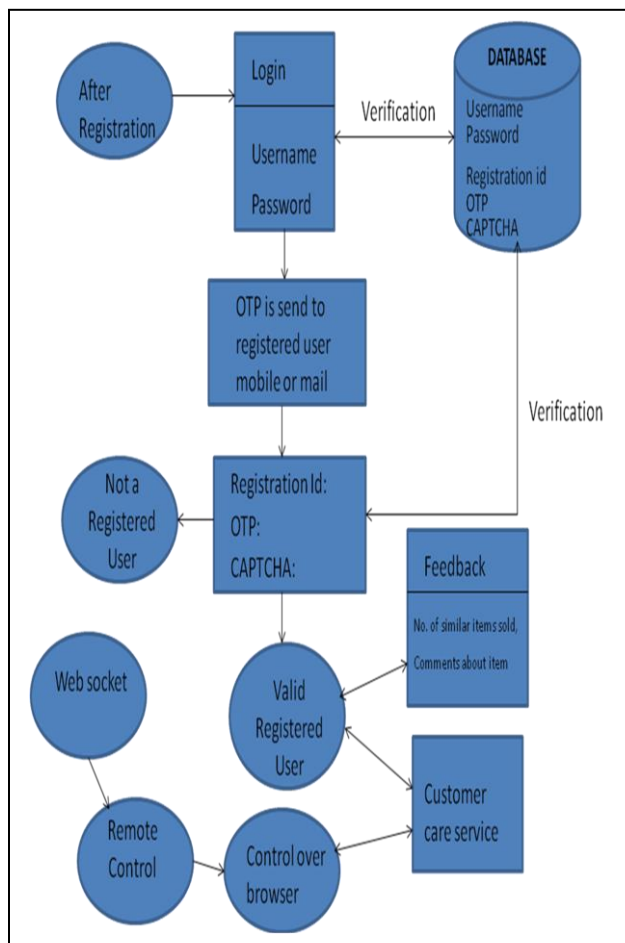 After
Registration
Login
Username
Password
Verification
DATABASE
Username
Password
Registration id
OTP
CAPTCHA
OTP is send to
registered user
mobile or mail
Verification
Not a
Registered
User
Registration Id:
OTP:
CAPTCHA:
Feedback
No. of similar items sold,
Comments about item
Web socket
Valid
Registered
User
Customer
care service
Remote
Control
Control over
browser